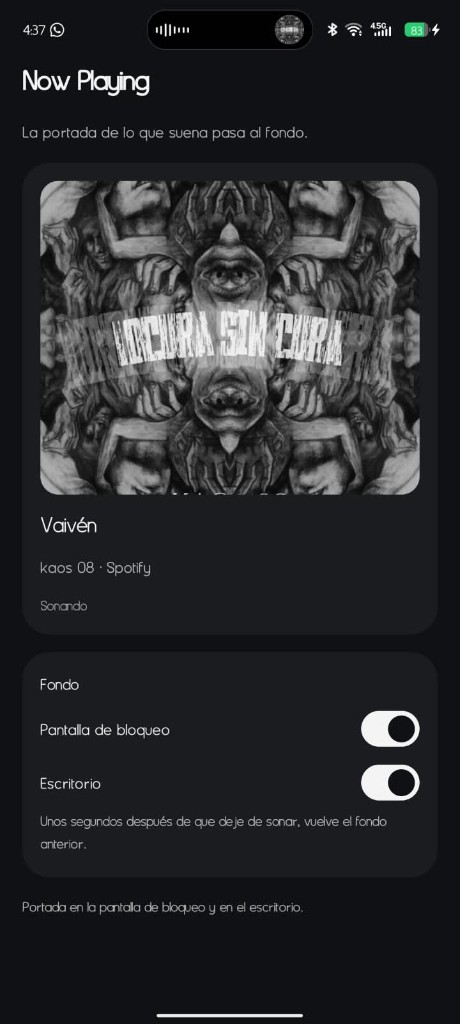 4:37
4.5G
83
Now Playing
La portada de lo que suena pasa al fondo.
LOCURA SIN CURA
Vaivén
kaos 08 · Spotify
Sonando
Fondo
Pantalla de bloqueo
Escritorio
Unos segundos después de que deje de sonar, vuelve el fondo
anterior.
Portada en la pantalla de bloqueo y en el escritorio.